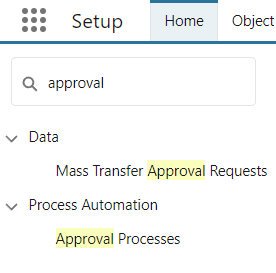 Setup Home Object
approval
Data
Mass Transfer Approval Requests
Process Automation
Approval Processes